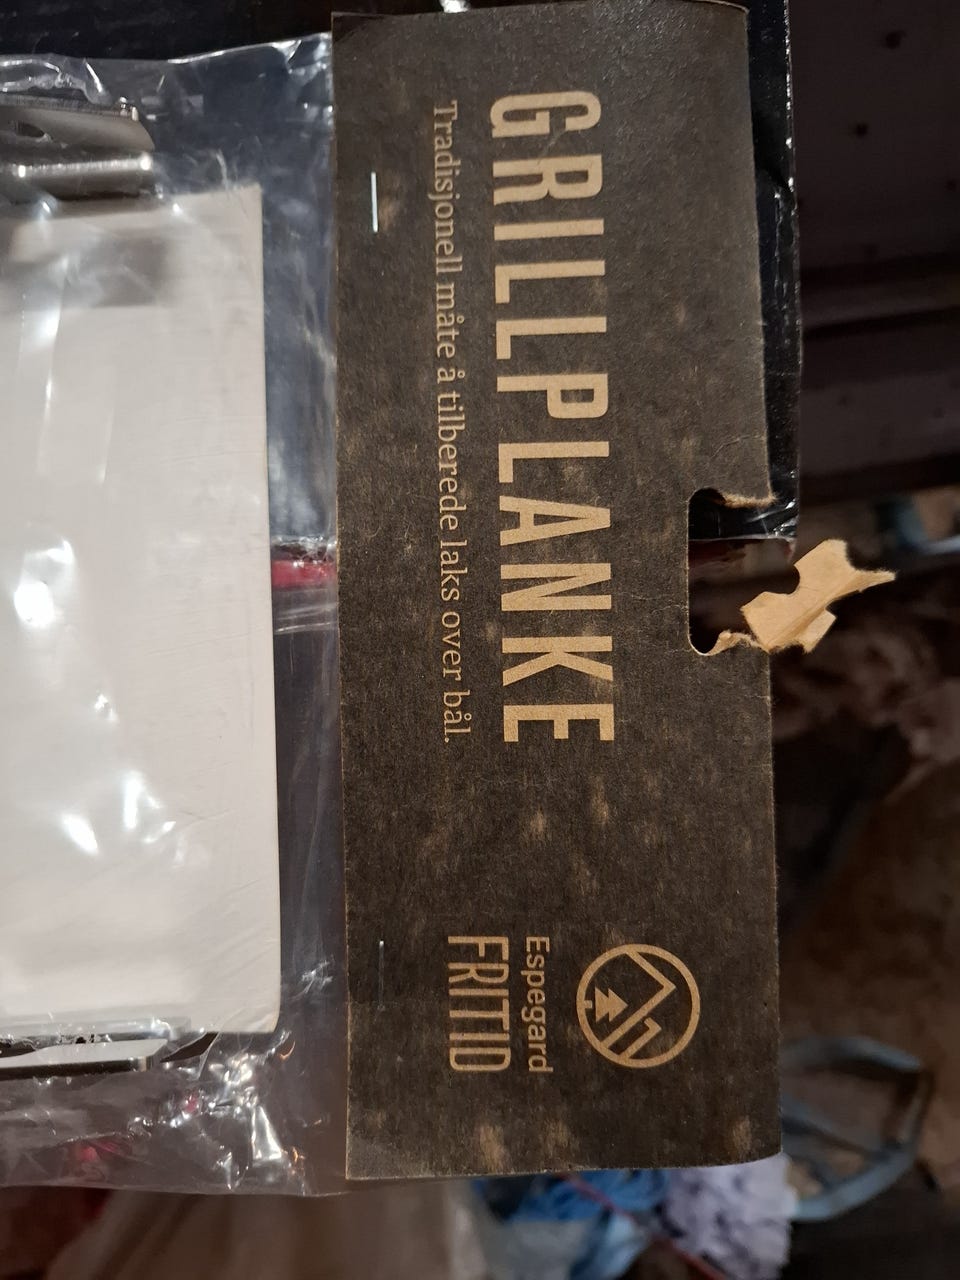 GRILLPLANKE
Tradisjonell måte å tilberede laks over bål.
Espegard
FRITID